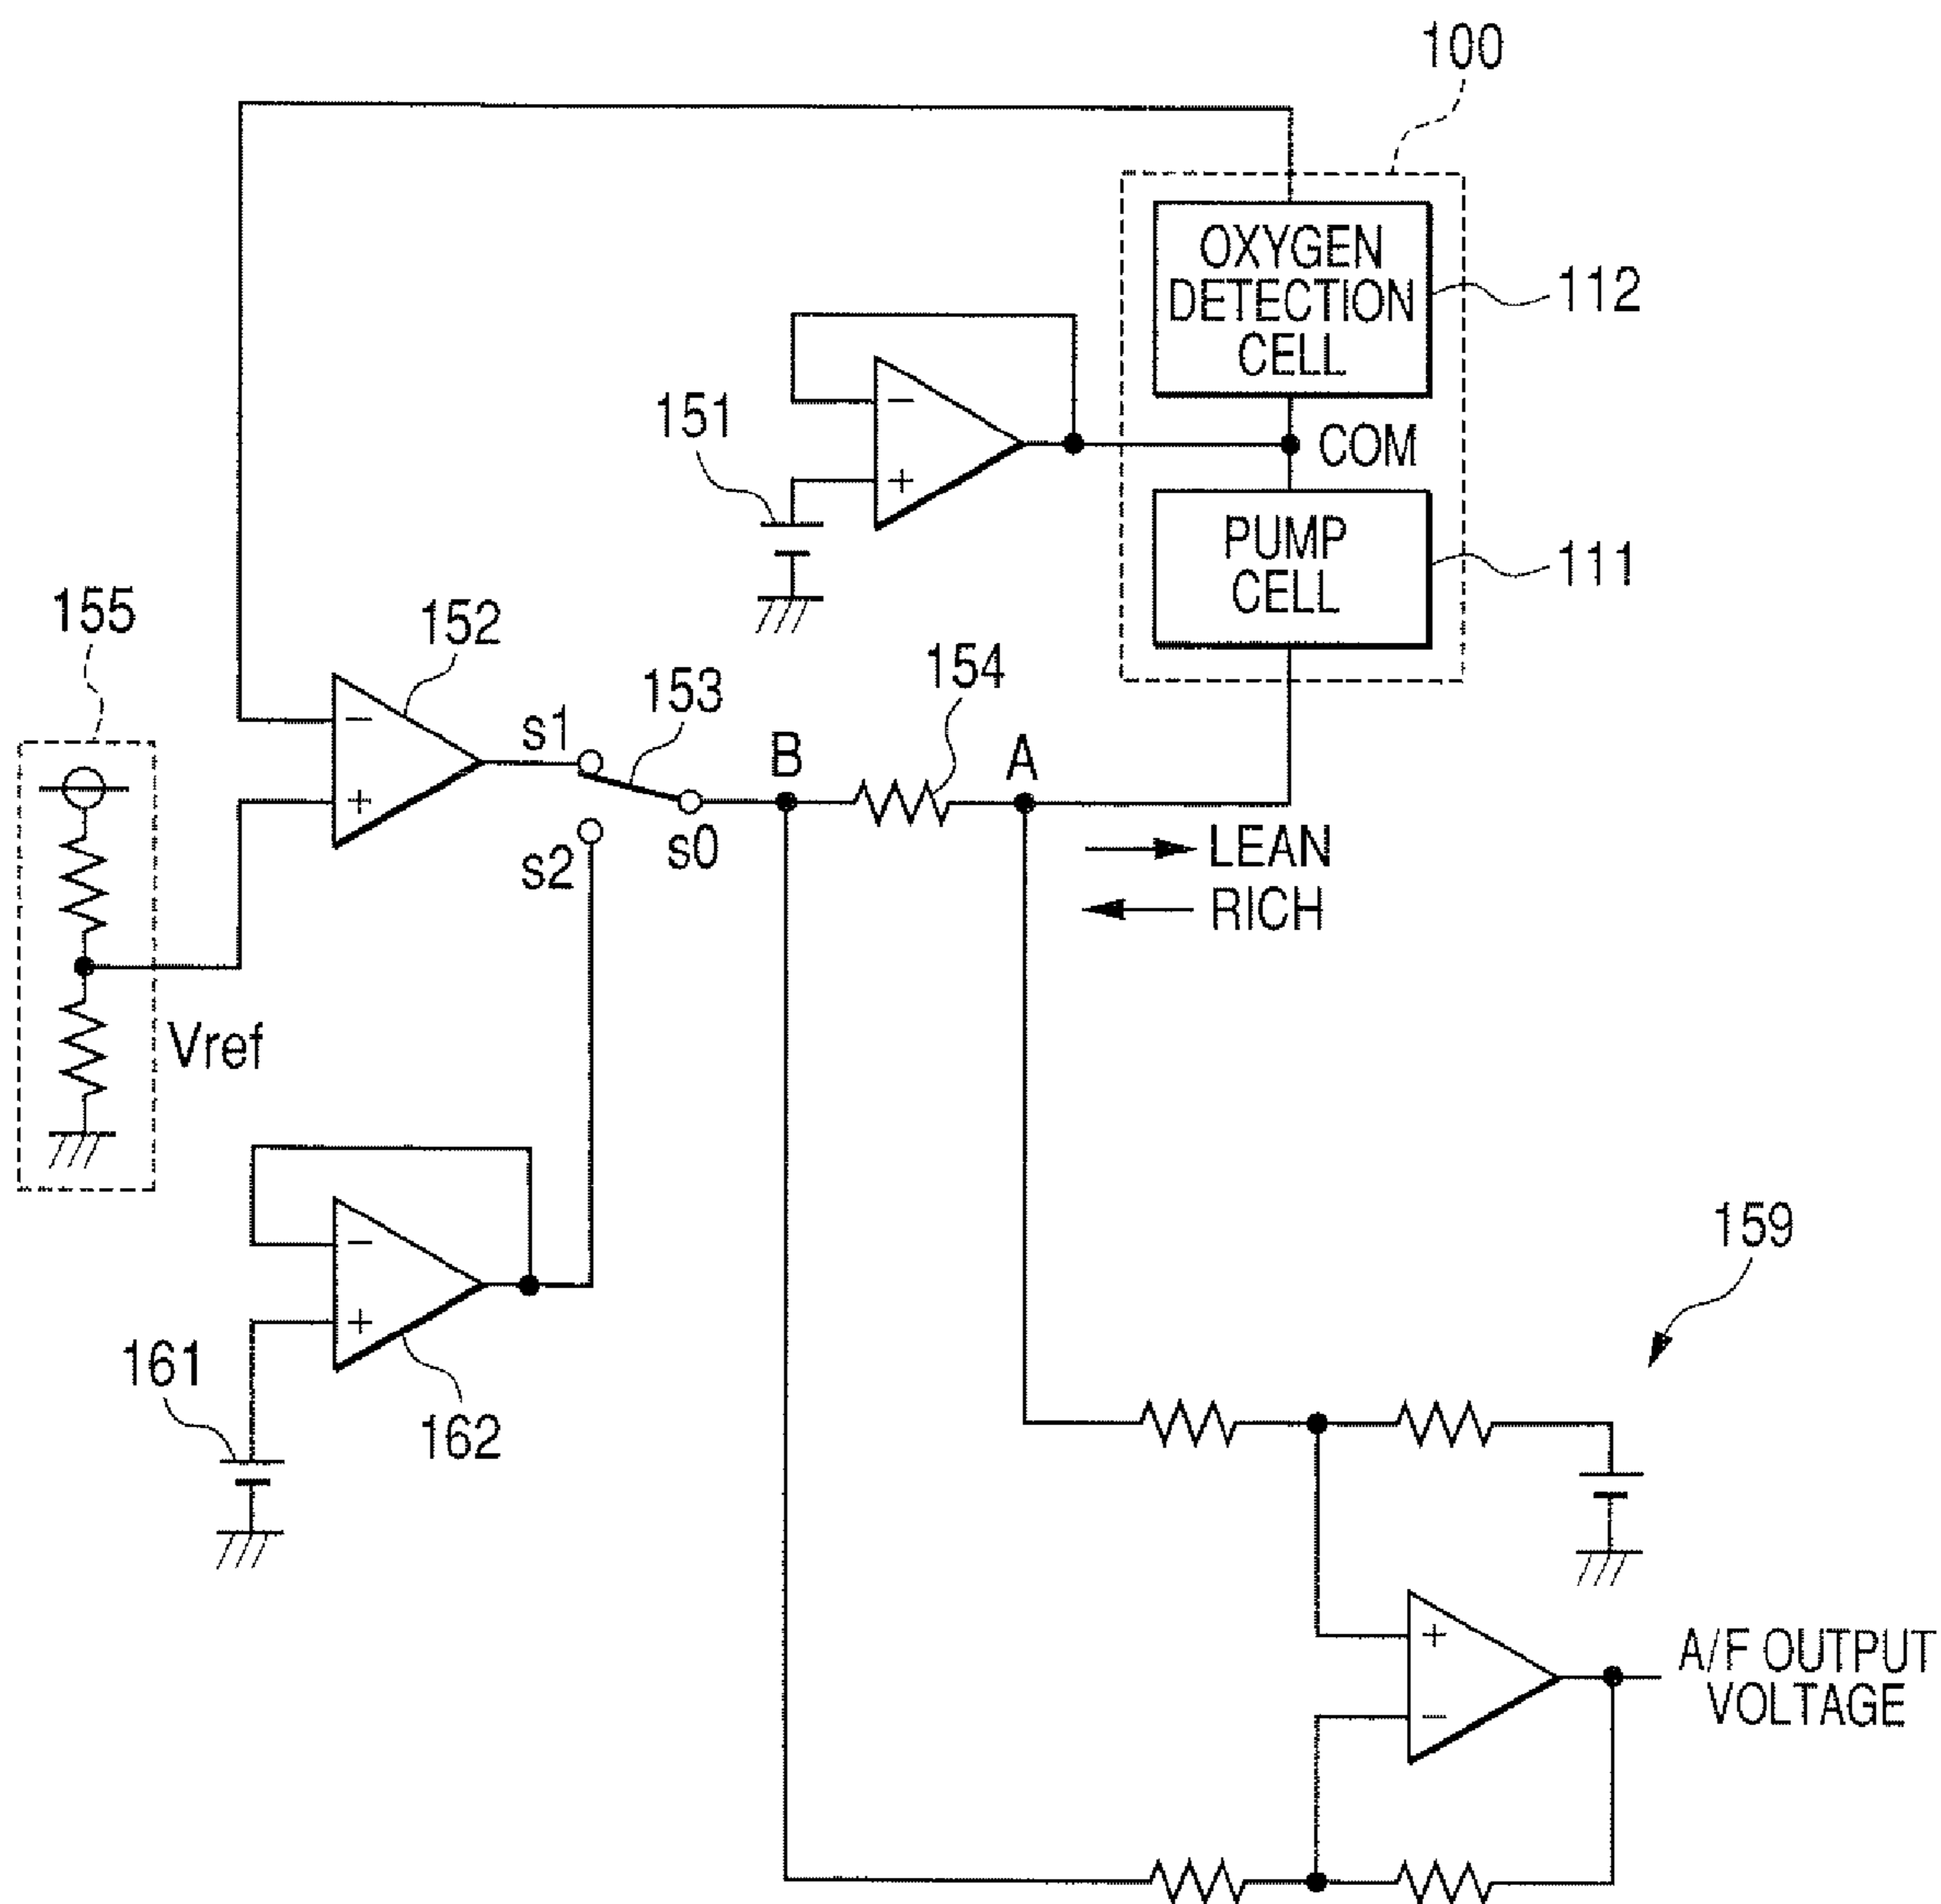 100
OXYGEN
DETECTION
CELL
112
151
−
+
COM
PUMP
CELL
111
155
152
154
153
s1
−
+
B
A
s0
s2
LEAN
RICH
Vref
159
−
+
161
162
+
−
A/F OUTPUT
VOLTAGE